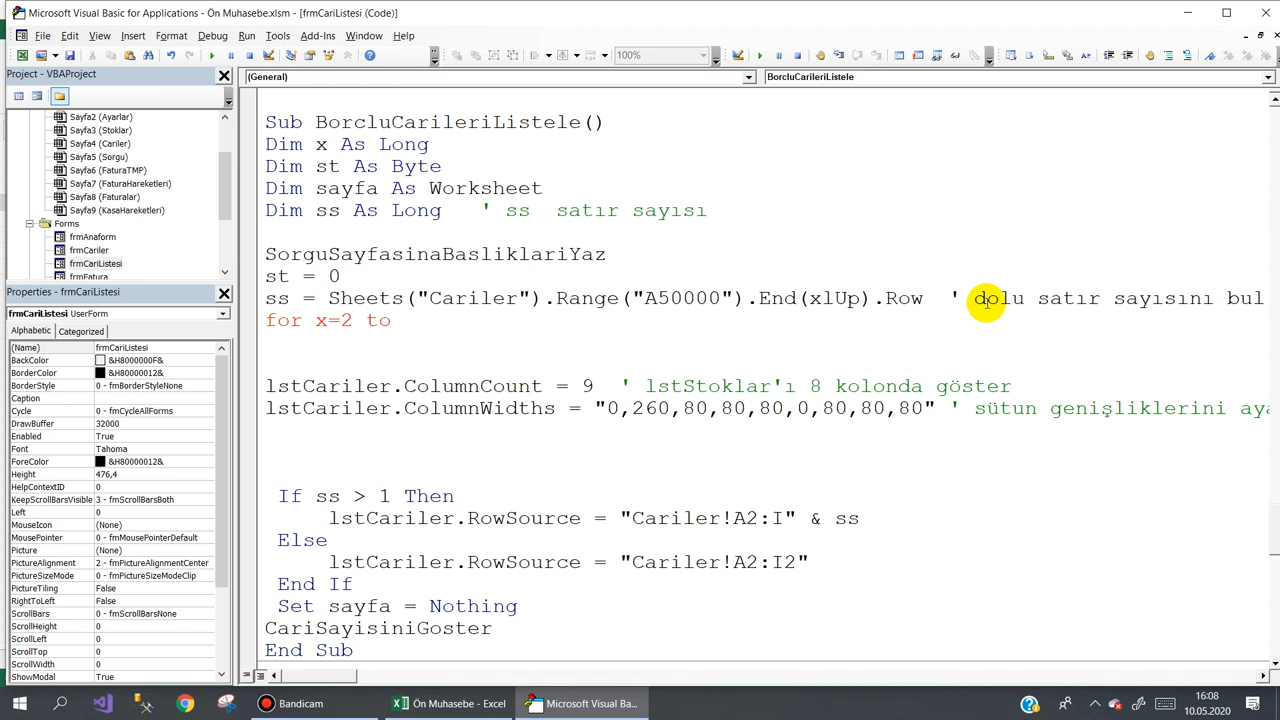 Microsoft Visual Basic for Applications - Ön Muhasebe.xlsm - [frmCariListesi (Code)]
File Edit View Insert Format Debug Run Tools Add-Ins Window Help
100%
Project - VBAProject
(General) BorcluCarileriListele
Sayfa2 (Ayarlar)
Sayfa3 (Stoklar)
Sayfa4 (Cariler)
Sayfa5 (Sorgu)
Sayfa6 (FaturaTMP)
Sayfa7 (FaturaHareketleri)
Sayfa8 (Faturalar)
Sayfa9 (KasaHareketleri)
Forms
frmAnaform
frmCariler
frmCariListesi
frmFatura
Properties - frmCariListesi
frmCariListesi UserForm
Alphabetic Categorized
(Name) frmCariListesi
BackColor &H8000000F&
BorderColor &H80000012&
BorderStyle 0 - fmBorderStyleNone
Caption
Cycle 0 - fmCycleAllForms
DrawBuffer 32000
Enabled True
Font Tahoma
ForeColor &H80000012&
Height 476,4
HelpContextID 0
KeepScrollBarsVisible 3 - fmScrollBarsBoth
Left 0
MouseIcon (None)
MousePointer 0 - fmMousePointerDefault
Picture (None)
PictureAlignment 2 - fmPictureAlignmentCenter
PictureSizeMode 0 - fmPictureSizeModeClip
PictureTiling False
RightToLeft False
ScrollBars 0 - fmScrollBarsNone
ScrollHeight 0
ScrollLeft 0
ScrollTop 0
ScrollWidth 0
ShowModal True
Sub BorcluCarileriListele()
Dim x As Long
Dim st As Byte
Dim sayfa As Worksheet
Dim ss As Long ' ss satır sayısı
SorguSayfasinaBasliklariYaz
st = 0
ss = Sheets("Cariler").Range("A50000").End(xlUp).Row ' dolu satır sayısını bul
for x=2 to
lstCariler.ColumnCount = 9 ' lstStoklar'ı 8 kolonda göster
lstCariler.ColumnWidths = "0,260,80,80,80,0,80,80,80" ' sütun genişliklerini aya
If ss > 1 Then
lstCariler.RowSource = "Cariler!A2:I" & ss
Else
lstCariler.RowSource = "Cariler!A2:I2"
End If
Set sayfa = Nothing
CariSayisiniGoster
End Sub
Bandicam
Ön Muhasebe - Excel
Microsoft Visual Ba...
16:08
10.05.2020